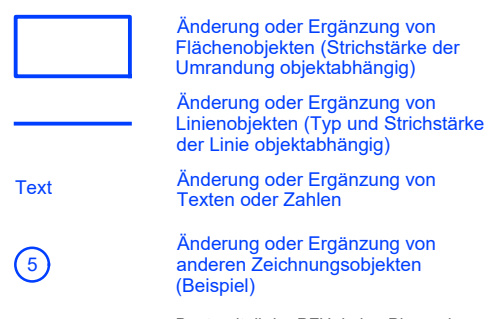 Änderung oder Ergänzung von
Flächenobjekten (Strichstärke der
Umrandung objektabhängig)
Änderung oder Ergänzung von
Linienobjekten (Typ und Strichstärke
der Linie objektabhängig)
Text
Änderung oder Ergänzung von
Texten oder Zahlen
5
Änderung oder Ergänzung von
anderen Zeichnungsobjekten
(Beispiel)